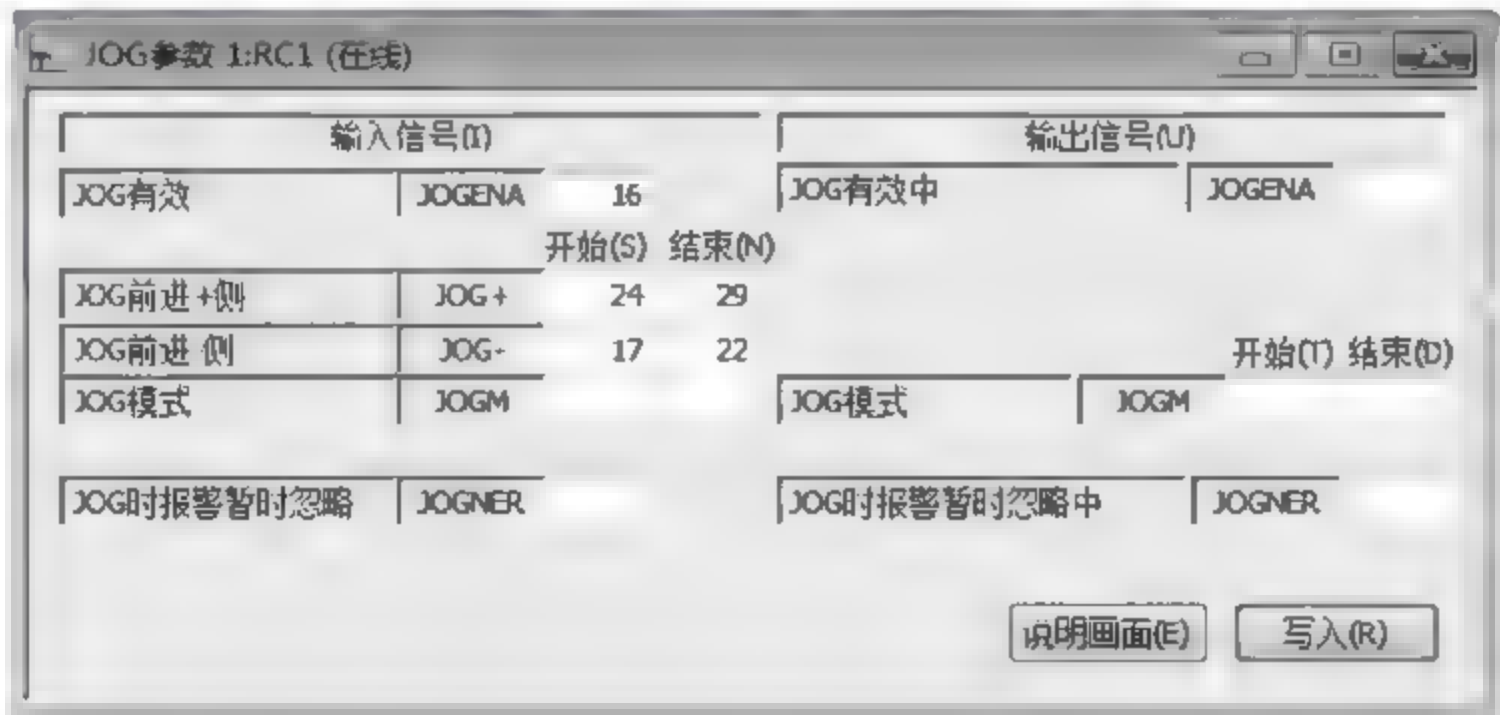 JOG参数 1:RC1 (在线)
输入信号(I) 输出信号(U)
JOG有效 JOGENA 16 JOG有效中 JOGENA
开始(S) 结束(N)
JOG前进+侧 JOG+ 24 29
JOG前进 侧 JOG- 17 22 开始(T) 结束(D)
JOG模式 JOGM JOG模式 JOGM
JOG时报警暂时忽略 JOGNER JOG时报警暂时忽略中 JOGNER
说明画面(E) 写入(R)